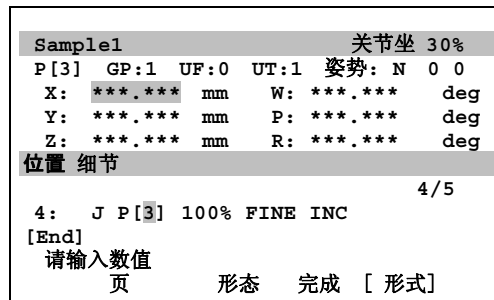 Sample1 关节坐 30%
P[3] GP:1 UF:0 UT:1 姿势: N 0 0
X: ***.*** mm W: ***.*** deg
Y: ***.*** mm P: ***.*** deg
Z: ***.*** mm R: ***.*** deg
位置 细节
4/5
4: J P[3] 100% FINE INC
[End]
请输入数值
页 形态 完成 [ 形式]